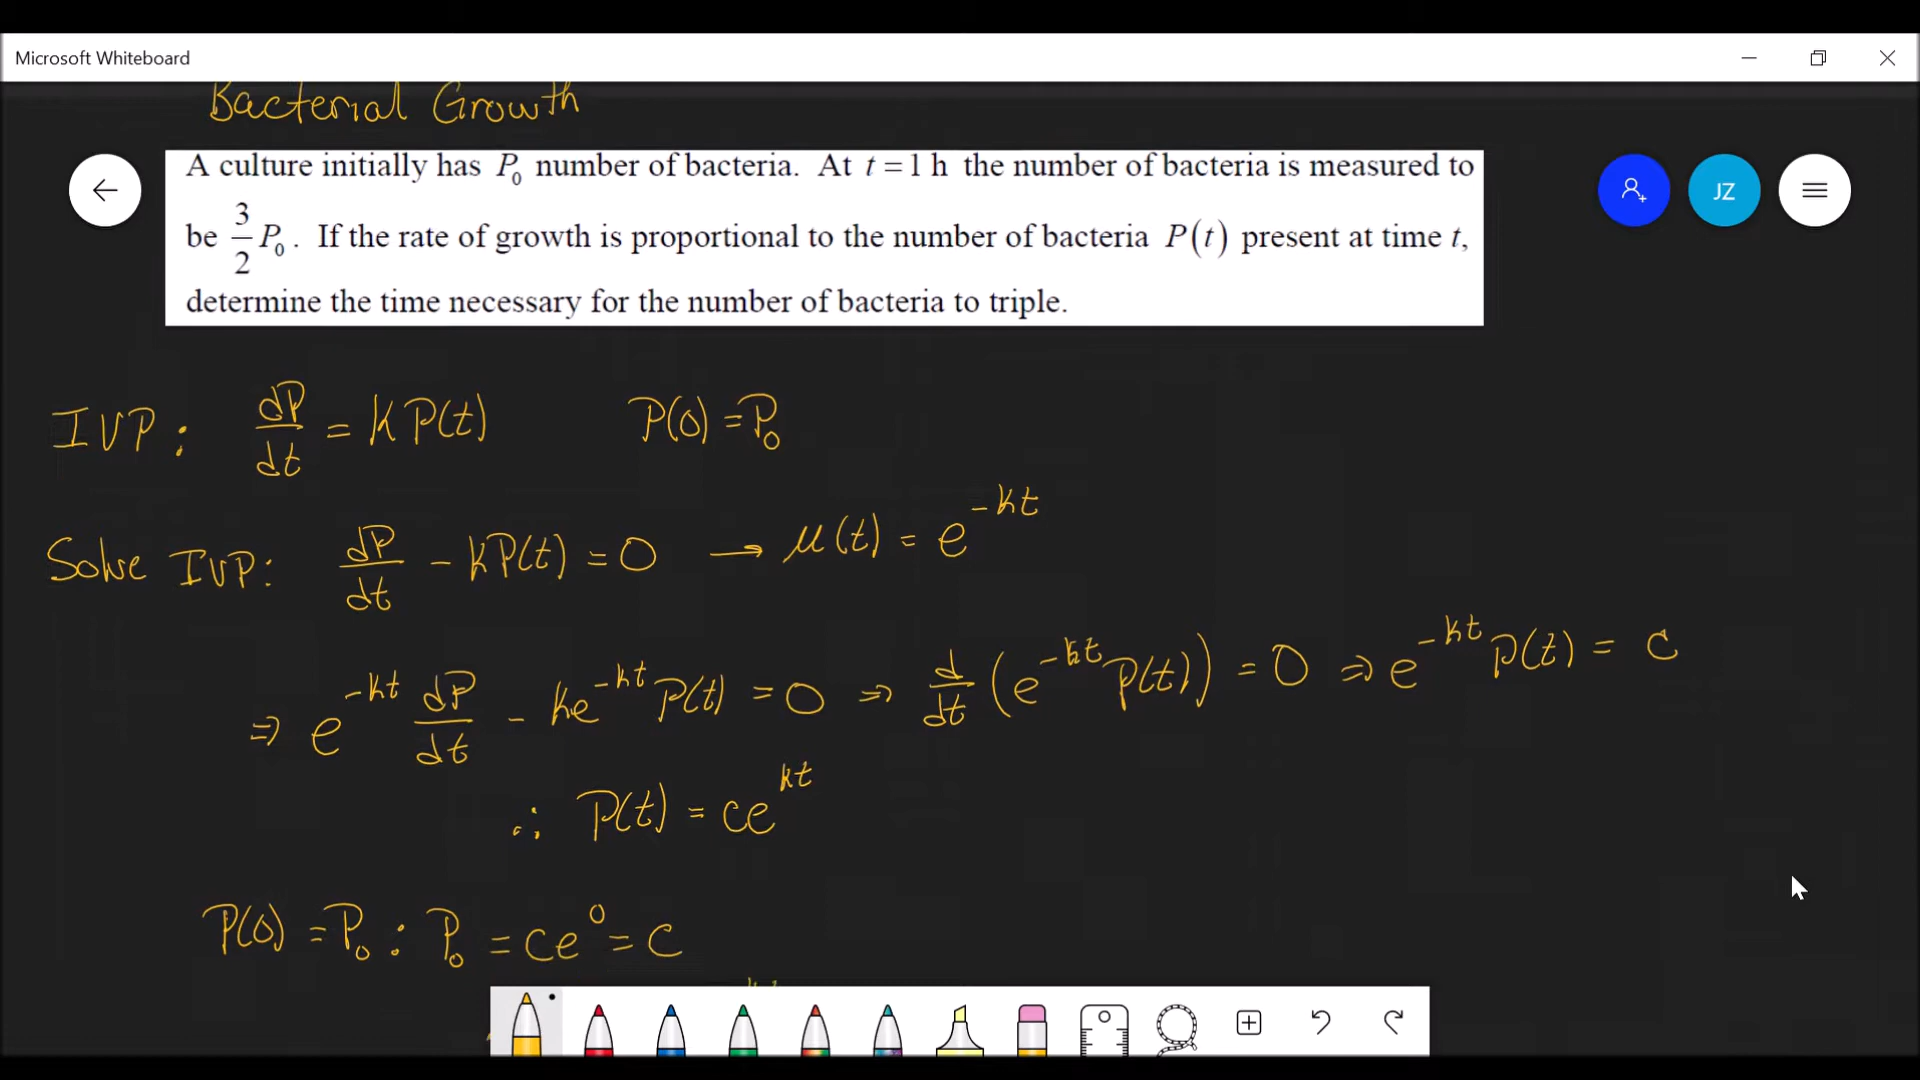 Microsoft Whiteboard
Bacterial Growth
A culture initially has P₀ number of bacteria. At t = 1 h the number of bacteria is measured to
be 3/2 P₀. If the rate of growth is proportional to the number of bacteria P(t) present at time t,
determine the time necessary for the number of bacteria to triple.
JZ
IVP: dP/dt = kP(t) P(0) = P₀
Solve IVP: dP/dt - kP(t) = 0 → μ(t) = e^{-kt}
⇒ e^{-kt} dP/dt - ke^{-kt} P(t) = 0 ⇒ d/dt (e^{-kt} P(t)) = 0 ⇒ e^{-kt} P(t) = c
∴ P(t) = ce^{kt}
P(0) = P₀ : P₀ = ce^0 = c